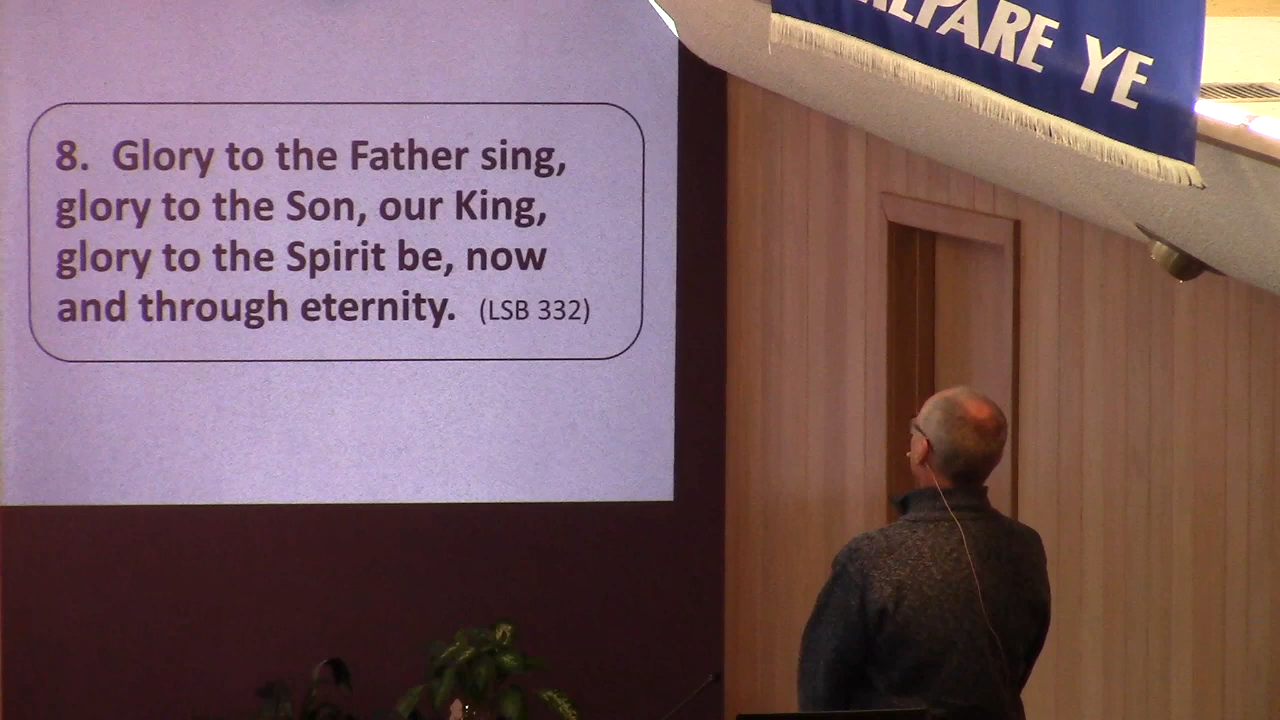 8. Glory to the Father sing,
glory to the Son, our King,
glory to the Spirit be, now
and through eternity. (LSB 332)
YE